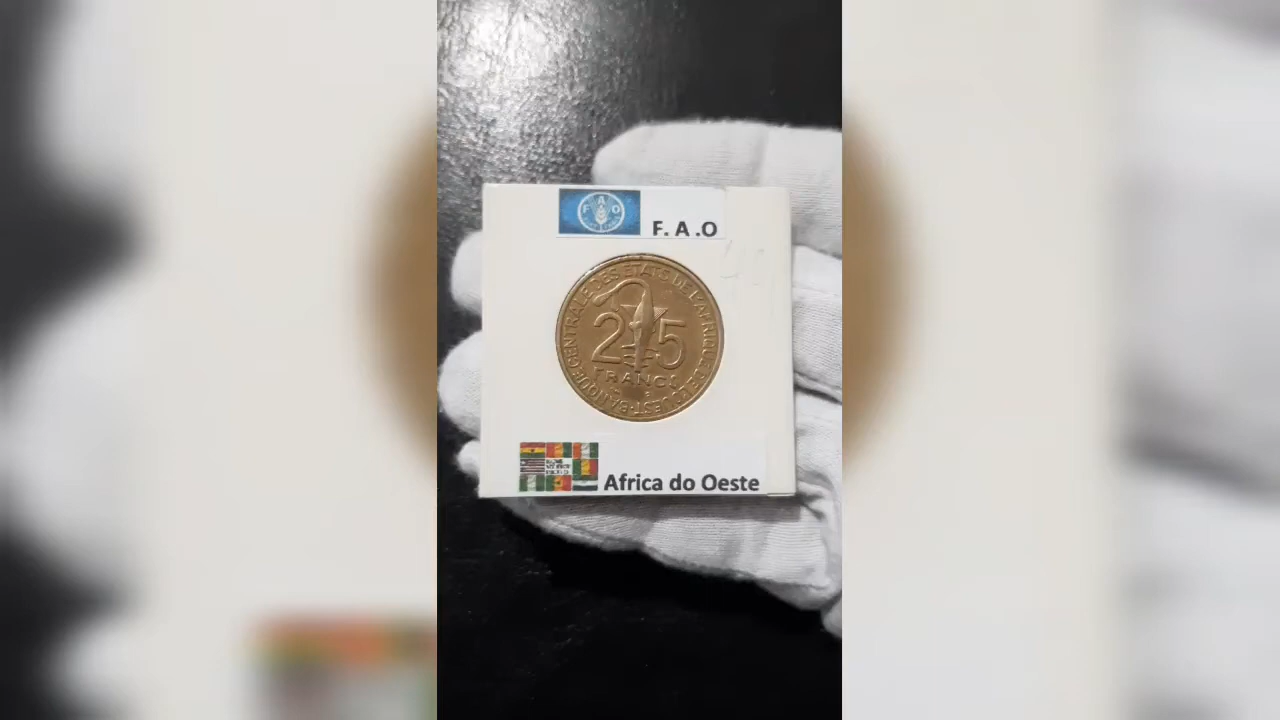 F A O
F. A .O
BANQUE CENTRALE DES ETATS DE L'AFRIQUE DE L'OUEST
25
FRANCS
Africa do Oeste